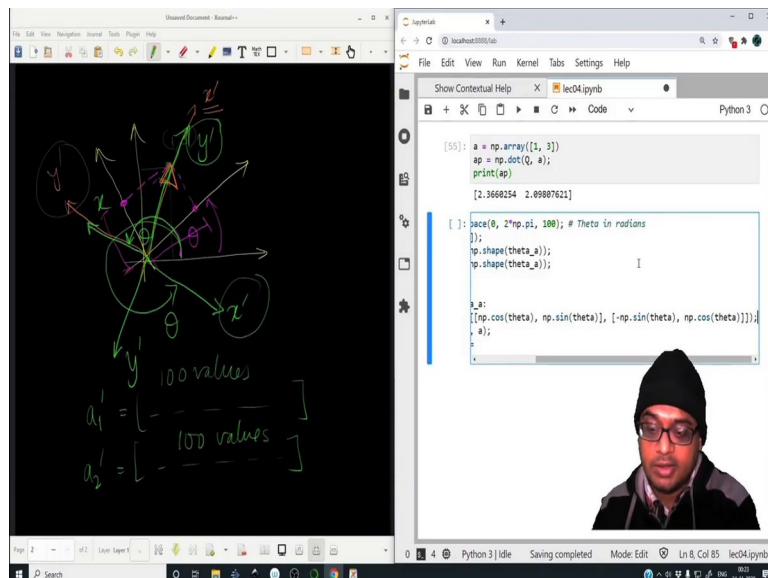 Unsaved Document - Xournal++
File Edit View Navigation Journal Tools Plugin Help
x'
y'
y'
x
θ
θ
x'
θ
y'
100 values
a₁' = [ - - - - ]
100 values
a₂' = [ - - - - ]
Page 2 of 2 Layer Layer 1
Search
JupyterLab
localhost:8888/lab
File Edit View Run Kernel Tabs Settings Help
Show Contextual Help X lec04.ipynb
Code Python 3
[55]: a = np.array([1, 3])
ap = np.dot(Q, a);
print(ap)
[2.3660254 2.09807621]
[ ]: pace(0, 2*np.pi, 100); # Theta in radians
]);
np.shape(theta_a));
np.shape(theta_a));
a_a:
[[np.cos(theta), np.sin(theta)], [-np.sin(theta), np.cos(theta)]]);
, a);
=
0 4 Python 3 | Idle Saving completed Mode: Edit Ln 8, Col 85 lec04.ipynb
ENG 00:23